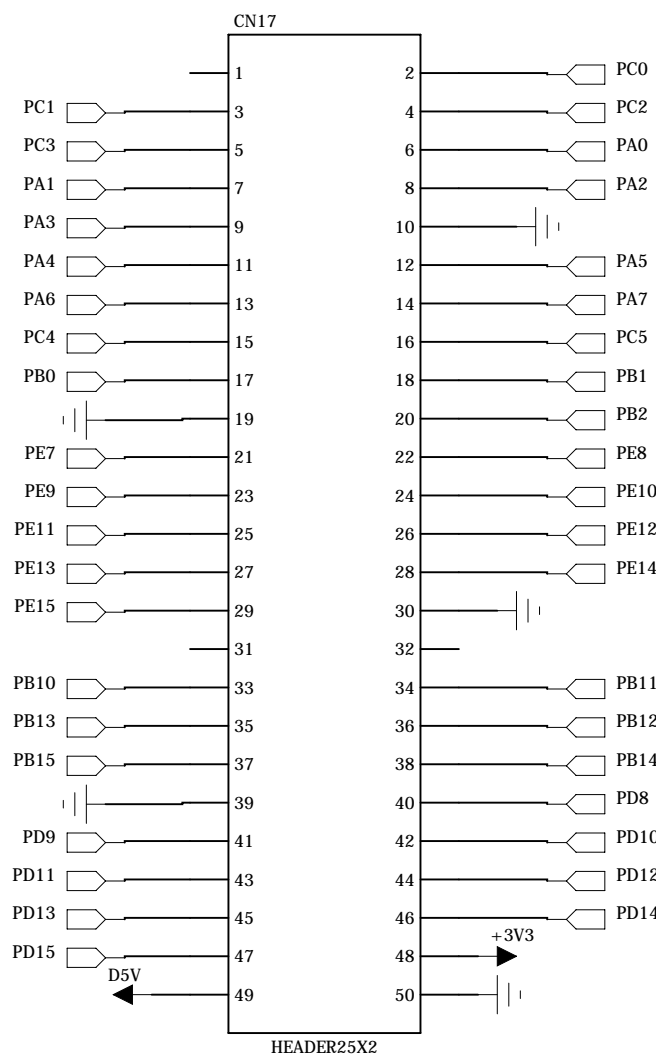 CN17
1 2 PC0
PC1 3 4 PC2
PC3 5 6 PA0
PA1 7 8 PA2
PA3 9 10
PA4 11 12 PA5
PA6 13 14 PA7
PC4 15 16 PC5
PB0 17 18 PB1
19 20 PB2
PE7 21 22 PE8
PE9 23 24 PE10
PE11 25 26 PE12
PE13 27 28 PE14
PE15 29 30
31 32
PB10 33 34 PB11
PB13 35 36 PB12
PB15 37 38 PB14
39 40 PD8
PD9 41 42 PD10
PD11 43 44 PD12
PD13 45 46 PD14
+3V3
PD15 47 48
D5V
49 50
HEADER25X2